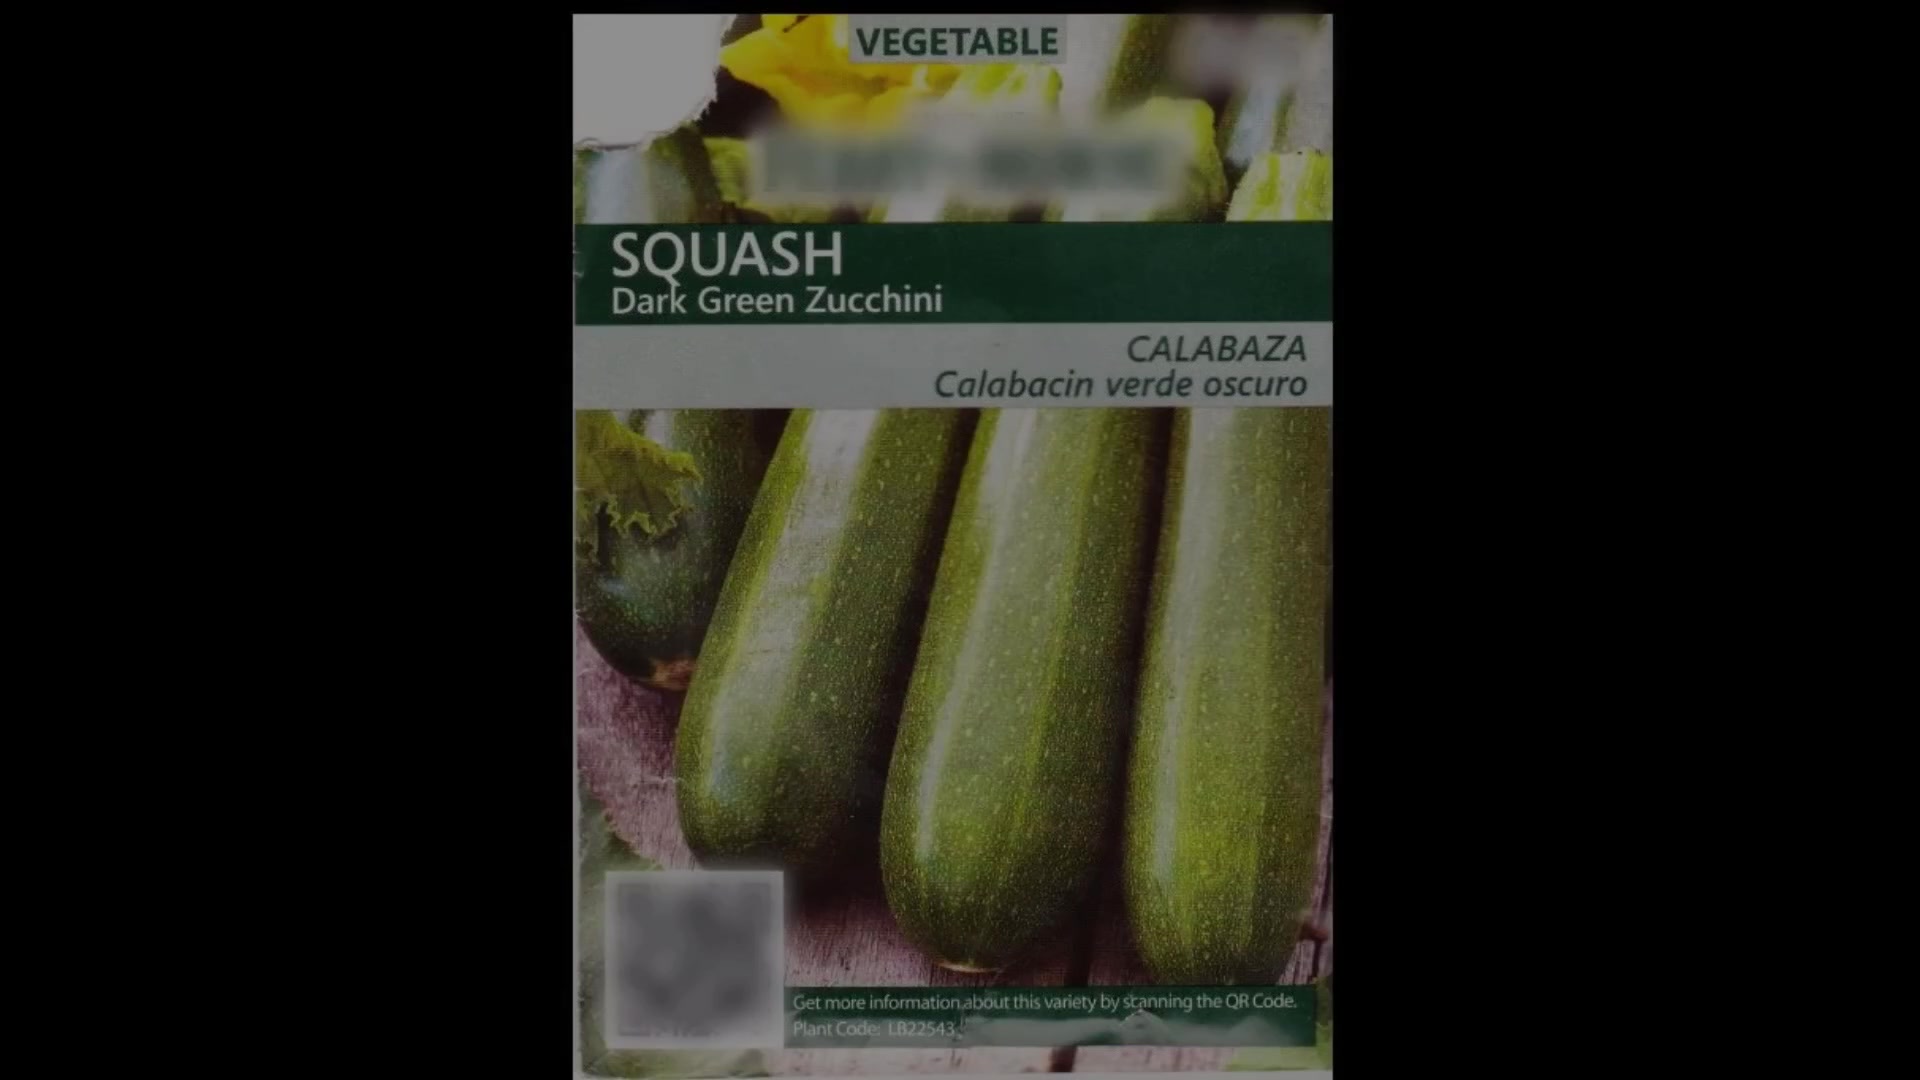 VEGETABLE
SQUASH
Dark Green Zucchini
CALABAZA
Calabacin verde oscuro
Get more information about this variety by scanning the QR Code.
Plant Code: LB22543